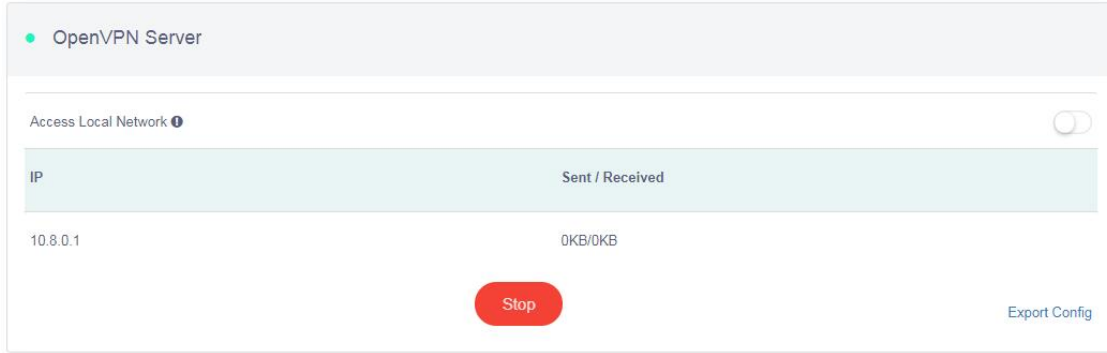 OpenVPN Server
Access Local Network
IP Sent / Received
10.8.0.1 0KB/0KB
Stop
Export Config